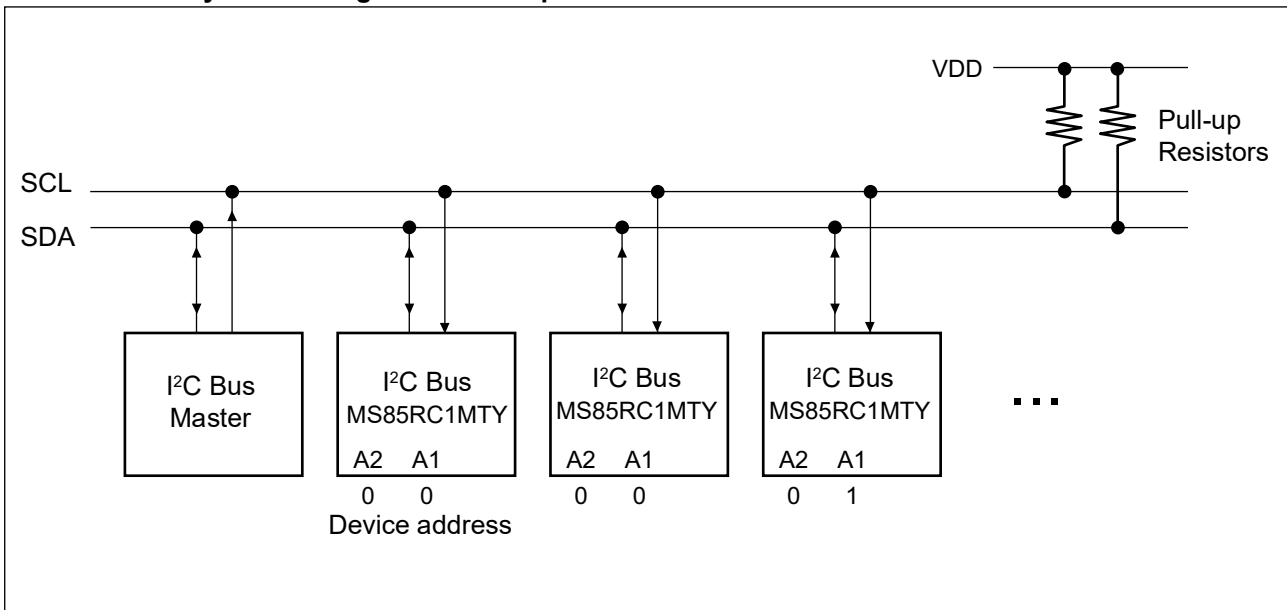 VDD
Pull-up
Resistors
SCL
SDA
I²C Bus
Master
I²C Bus
MS85RC1MTY
A2 A1
0 0
Device address
I²C Bus
MS85RC1MTY
A2 A1
0 0
I²C Bus
MS85RC1MTY
A2 A1
0 1
...